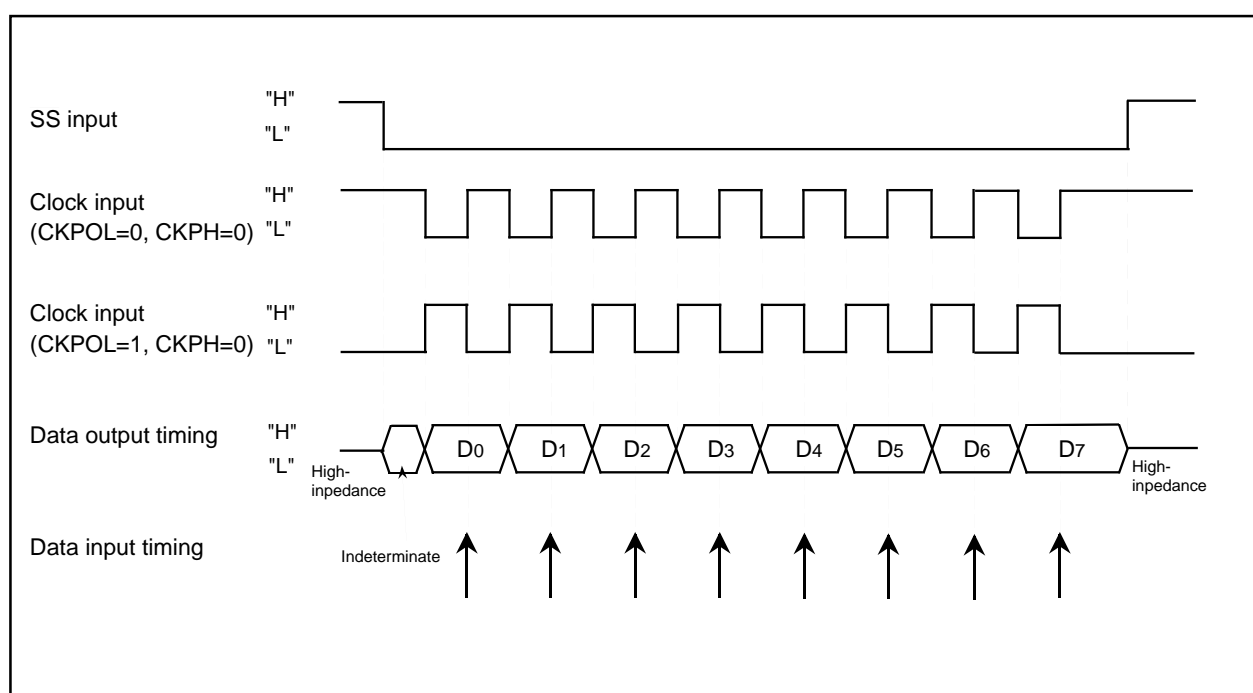 SS input
"H"
"L"
Clock input
(CKPOL=0, CKPH=0)
"H"
"L"
Clock input
(CKPOL=1, CKPH=0)
"H"
"L"
Data output timing
"H"
"L"
High-
inpedance
D0
D1
D2
D3
D4
D5
D6
D7
High-
inpedance
Data input timing
Indeterminate